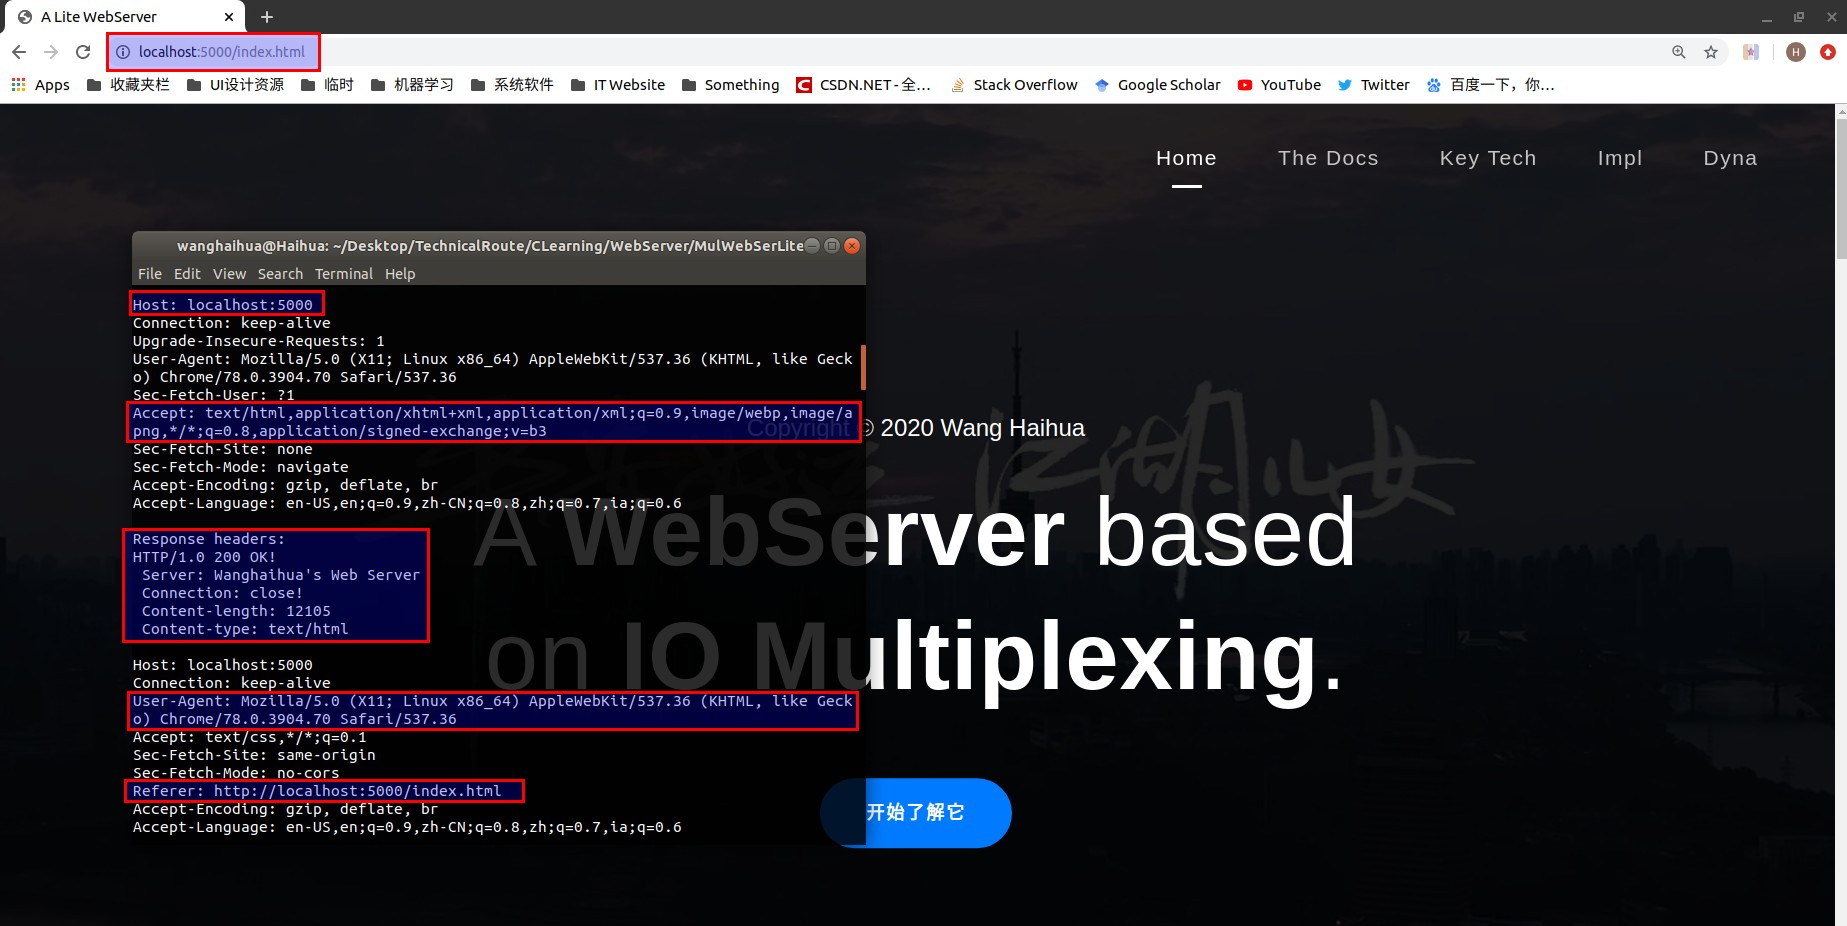 A Lite WebServer
localhost:5000/index.html
H
Apps 收藏夹栏 UI设计资源 临时 机器学习 系统软件 IT Website Something CSDN.NET - 全... Stack Overflow Google Scholar YouTube Twitter 百度一下，你...
Home The Docs Key Tech Impl Dyna
wanghaihua@Haihua: ~/Desktop/TechnicalRoute/CLearning/WebServer/MulWebSerLite
File Edit View Search Terminal Help
Host: localhost:5000
Connection: keep-alive
Upgrade-Insecure-Requests: 1
User-Agent: Mozilla/5.0 (X11; Linux x86_64) AppleWebKit/537.36 (KHTML, like Geck
o) Chrome/78.0.3904.70 Safari/537.36
Sec-Fetch-User: ?1
Accept: text/html,application/xhtml+xml,application/xml;q=0.9,image/webp,image/a
png,*/*;q=0.8,application/signed-exchange;v=b3
Sec-Fetch-Site: none
Sec-Fetch-Mode: navigate
Accept-Encoding: gzip, deflate, br
Accept-Language: en-US,en;q=0.9,zh-CN;q=0.8,zh;q=0.7,ia;q=0.6
Response headers:
HTTP/1.0 200 OK!
Server: Wanghaihua's Web Server
Connection: close!
Content-length: 12105
Content-type: text/html
Host: localhost:5000
Connection: keep-alive
User-Agent: Mozilla/5.0 (X11; Linux x86_64) AppleWebKit/537.36 (KHTML, like Geck
o) Chrome/78.0.3904.70 Safari/537.36
Accept: text/css,*/*;q=0.1
Sec-Fetch-Site: same-origin
Sec-Fetch-Mode: no-cors
Referer: http://localhost:5000/index.html
Accept-Encoding: gzip, deflate, br
Accept-Language: en-US,en;q=0.9,zh-CN;q=0.8,zh;q=0.7,ia;q=0.6
Copyright © 2020 Wang Haihua
江湖儿女
A WebServer based
on IO Multiplexing.
开始了解它